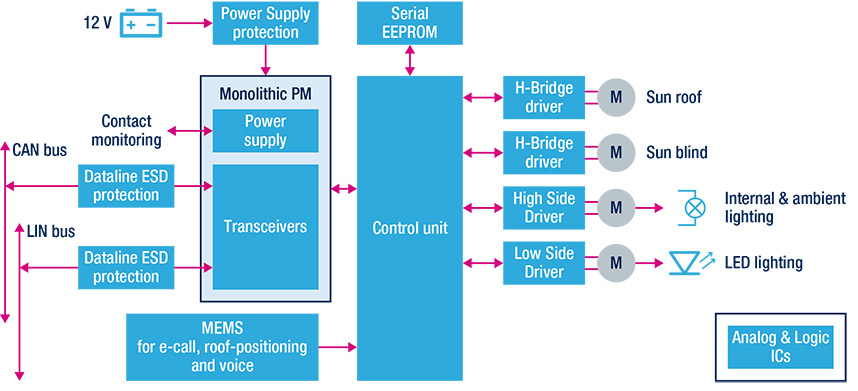 12 V
Power Supply
protection
Serial
EEPROM
Monolithic PM
Power
supply
Contact
monitoring
CAN bus
Dataline ESD
protection
Transceivers
LIN bus
Dataline ESD
protection
Control unit
MEMS
for e-call, roof-positioning
and voice
H-Bridge
driver
M
Sun roof
H-Bridge
driver
M
Sun blind
High Side
Driver
M
Internal & ambient
lighting
Low Side
Driver
M
LED lighting
Analog & Logic
ICs